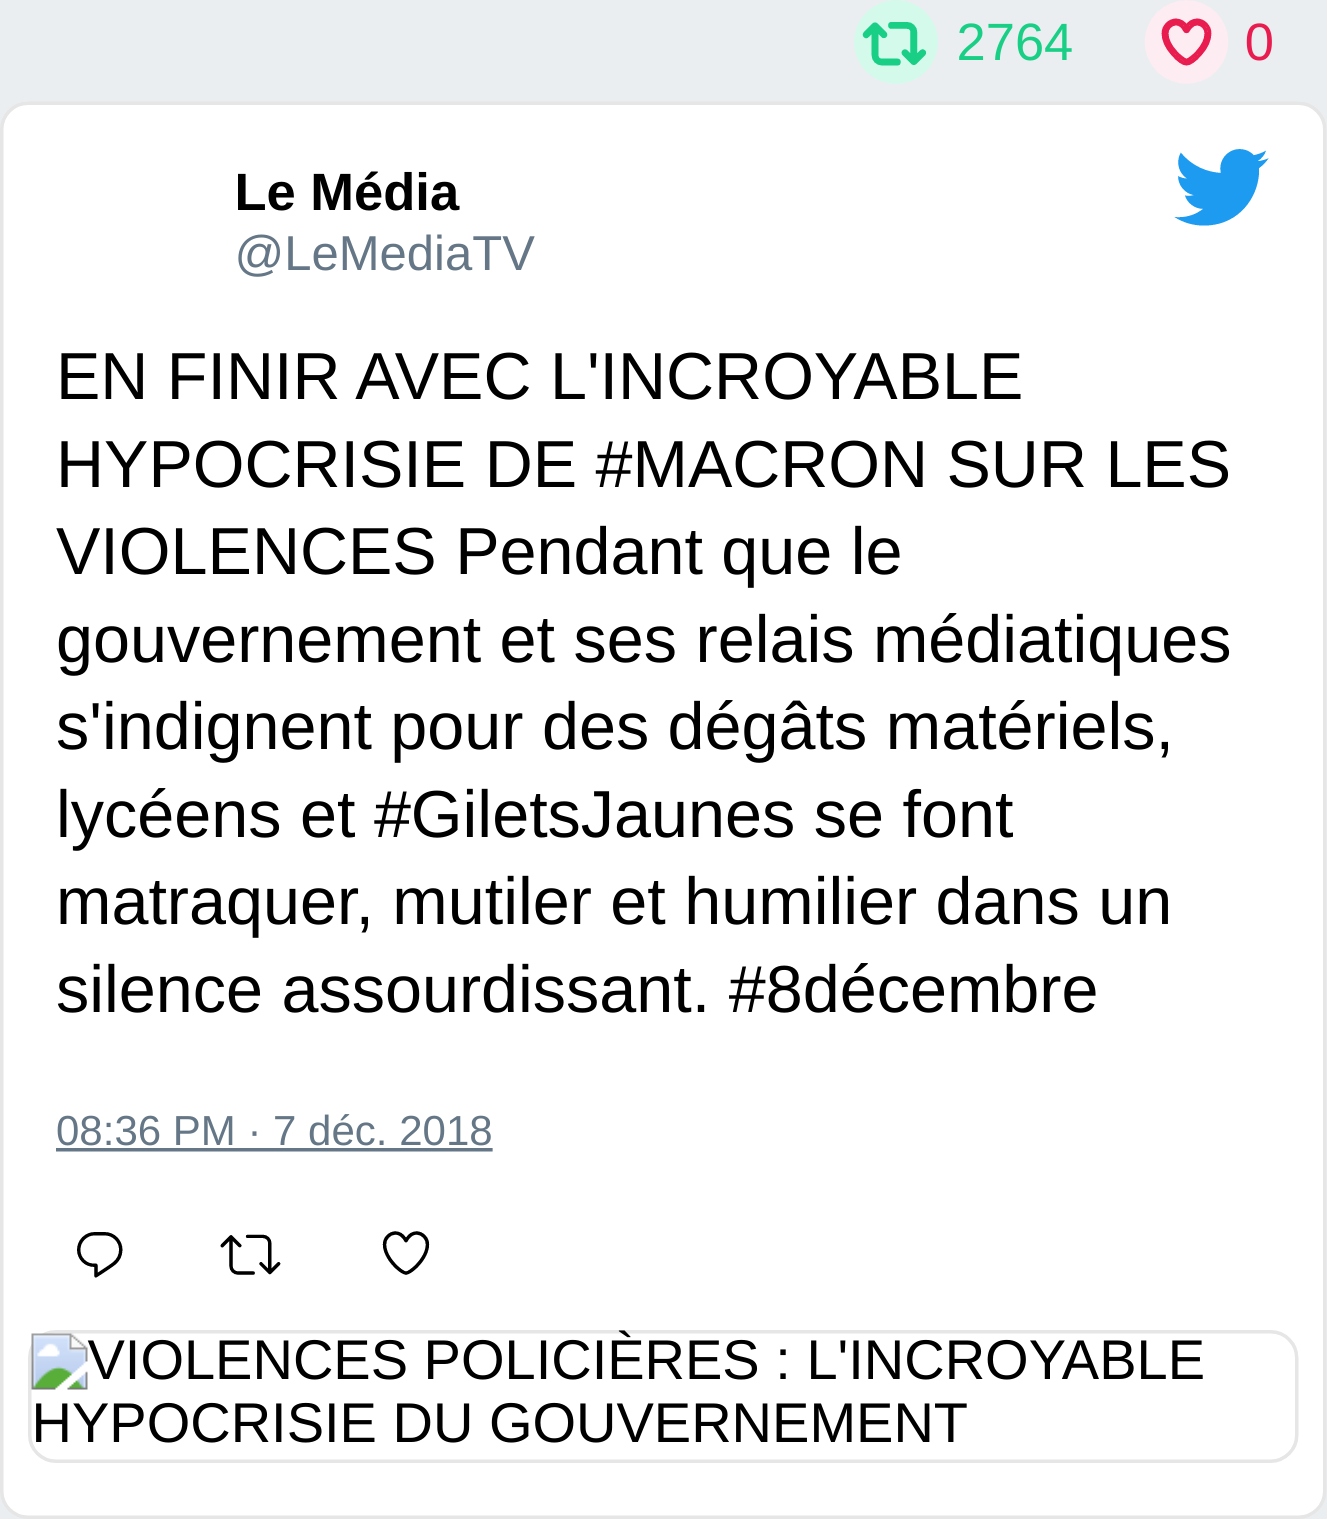 2764 0
Le Média
@LeMediaTV
EN FINIR AVEC L'INCROYABLE
HYPOCRISIE DE #MACRON SUR LES
VIOLENCES Pendant que le
gouvernement et ses relais médiatiques
s'indignent pour des dégâts matériels,
lycéens et #GiletsJaunes se font
matraquer, mutiler et humilier dans un
silence assourdissant. #8décembre
08:36 PM · 7 déc. 2018
VIOLENCES POLICIÈRES : L'INCROYABLE
HYPOCRISIE DU GOUVERNEMENT